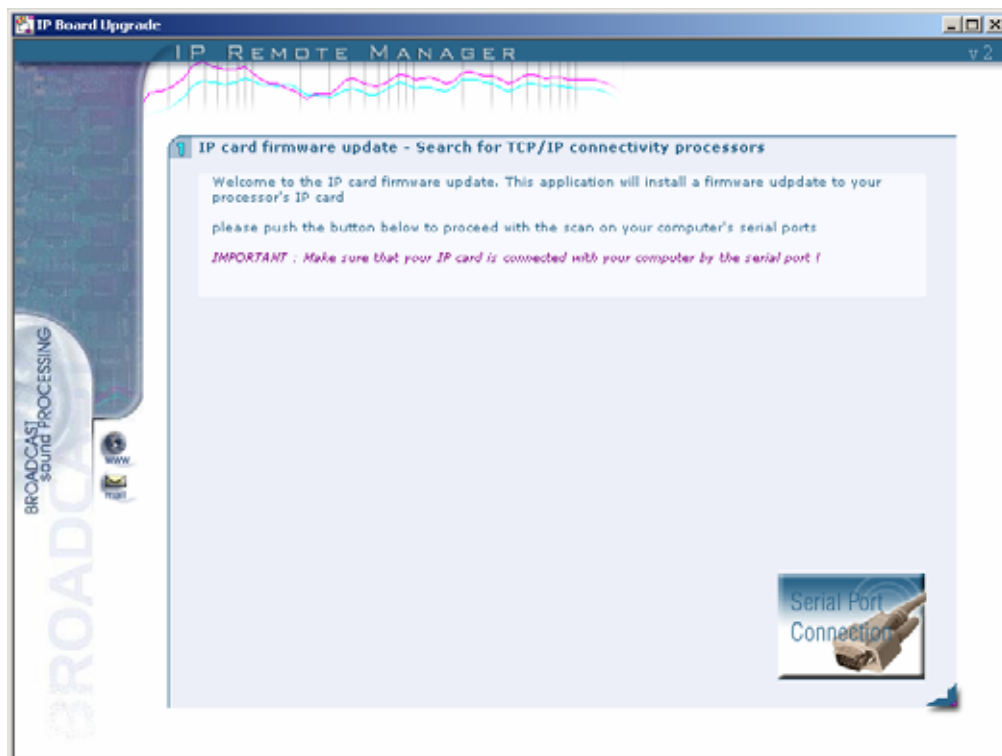 IP Board Upgrade
IP REMOTE MANAGER
v 2
1 IP card firmware update - Search for TCP/IP connectivity processors
Welcome to the IP card firmware update. This application will install a firmware udpdate to your
processor's IP card
please push the button below to proceed with the scan on your computer's serial ports
IMPORTANT : Make sure that your IP card is connected with your computer by the serial port !
BROADCAST
sound PROCESSING
www
mail
BROADCAST
Serial Port
Connection